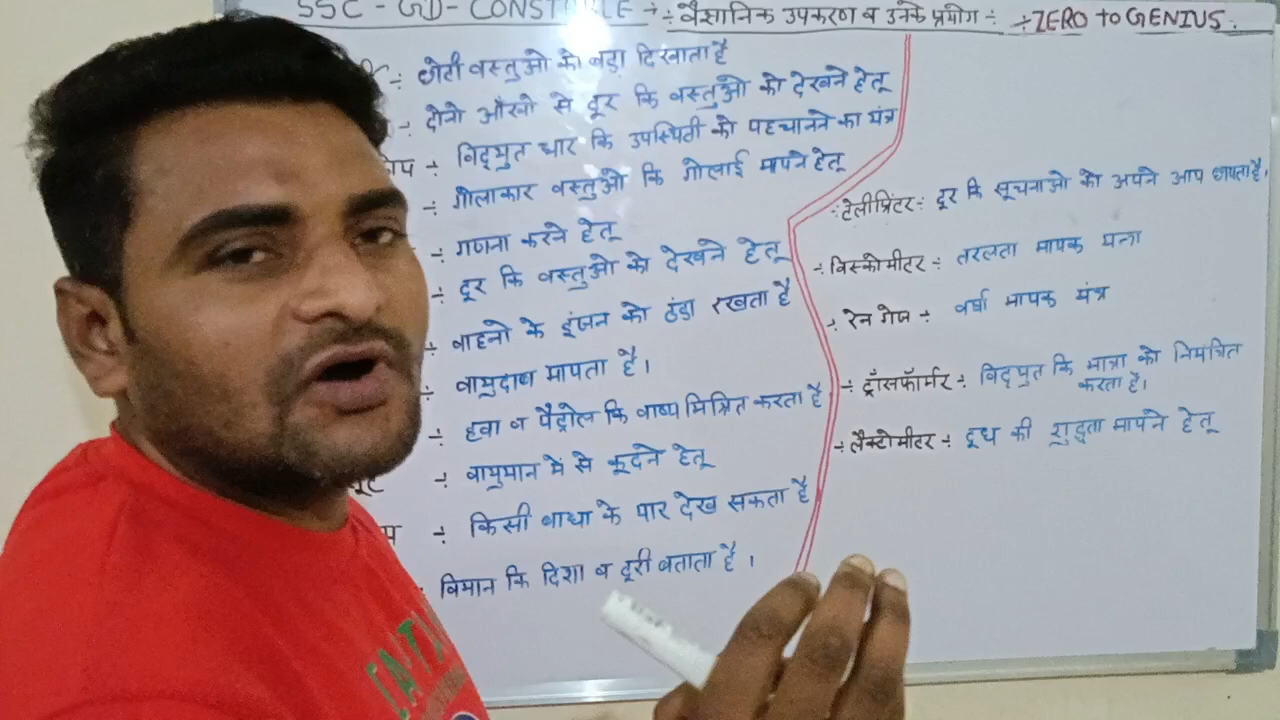 SSC - GD - CONSTABLE → ÷ वैज्ञानिक उपकरण व उनके प्रयोग ÷ ÷ ZERO to GENIUS.
÷ छोटी वस्तुओ को बड़ा दिखाता है
÷ दोनो आँखो से दूर कि वस्तुओ को देखने हेतू
ोप ÷ विद्युत धार कि उपस्थिती को पहचानने का यंत्र
÷ गोलाकार वस्तुओ कि गोलाई मापने हेतू
÷ गणना करने हेतू
÷ दूर कि वस्तुओ को देखने हेतू
÷ वाहनो के इंजन को ठंडा रखता है
÷ वायुदाब मापता है।
÷ हवा व पैट्रोल कि वाष्प मिश्रित करता है
÷ वायुमान में से कूदने हेतू
प ÷ किसी बाधा के पार देख सकता है
÷ विमान कि दिशा व दूरी बताता है ।
÷ टेलीप्रिंटर ÷ दूर कि सूचनाओ को अपने आप छापता है।
÷ विस्कोमीटर ÷ तरलता मापक यन्त्र
÷ रेन गेज ÷ वर्षा मापक यंत्र
÷ ट्राँसफॉर्मर ÷ विद्युत कि मात्रा को नियंत्रित
करता है।
÷ लैक्टोमीटर ÷ दूध की शुद्धता मापने हेतू